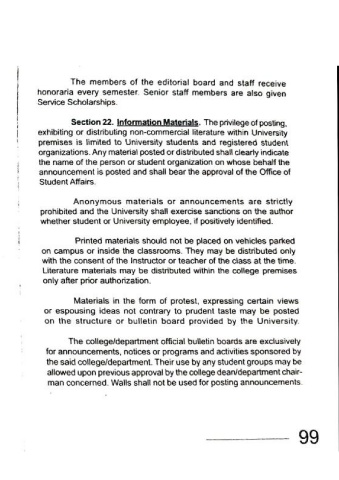 The members of the editorial board and staff receive
honoraria every semester. Senior staff members are also given
Service Scholarships.
Section 22. Information Materials. The privilege of posting,
exhibiting or distributing non-commercial literature within University
premises is limited to University students and registered student
organizations. Any material posted or distributed shall clearly indicate
the name of the person or student organization on whose behalf the
announcement is posted and shall bear the approval of the Office of
Student Affairs.
Anonymous materials or announcements are strictly
prohibited and the University shall exercise sanctions on the author
whether student or University employee, if positively identified.
Printed materials should not be placed on vehicles parked
on campus or inside the classrooms. They may be distributed only
with the consent of the Instructor or teacher of the class at the time.
Literature materials may be distributed within the college premises
only after prior authorization.
Materials in the form of protest, expressing certain views
or espousing ideas not contrary to prudent taste may be posted
on the structure or bulletin board provided by the University.
The college/department official bulletin boards are exclusively
for announcements, notices or programs and activities sponsored by
the said college/department. Their use by any student groups may be
allowed upon previous approval by the college dean/department chair-
man concerned. Walls shall not be used for posting announcements.
99